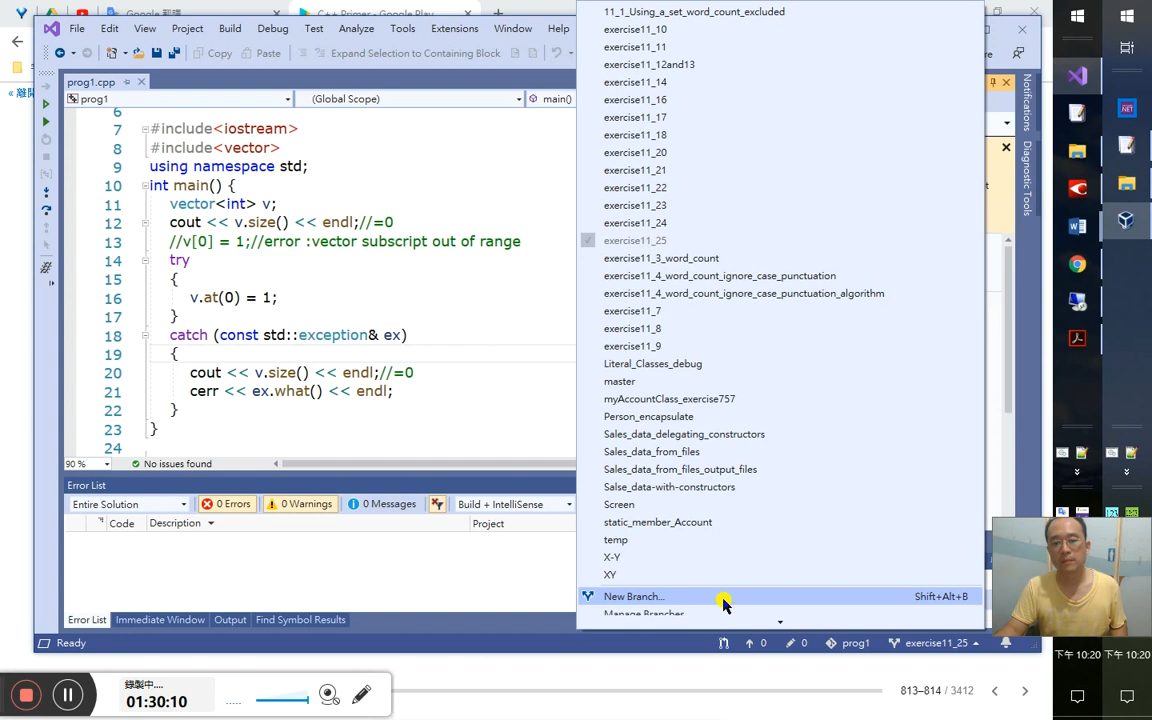 Google 翻譯
C++ Primer - Google Play
File Edit View Project Build Debug Test Analyze Tools Extensions Window Help
Copy Paste Expand Selection to Containing Block
prog1.cpp
prog1 (Global Scope) main()
6
7 #include<iostream>
8 #include<vector>
9 using namespace std;
10 int main() {
11 vector<int> v;
12 cout << v.size() << endl;//=0
13 //v[0] = 1;//error :vector subscript out of range
14 try
15 {
16 v.at(0) = 1;
17 }
18 catch (const std::exception& ex)
19 {
20 cout << v.size() << endl;//=0
21 cerr << ex.what() << endl;
22 }
23 }
24
90 % No issues found
Error List
Entire Solution 0 Errors 0 Warnings 0 Messages Build + IntelliSense
Code Description Project
Error List Immediate Window Output Find Symbol Results
Ready
11_1_Using_a_set_word_count_excluded
exercise11_10
exercise11_11
exercise11_12and13
exercise11_14
exercise11_16
exercise11_17
exercise11_18
exercise11_20
exercise11_21
exercise11_22
exercise11_23
exercise11_24
exercise11_25
exercise11_3_word_count
exercise11_4_word_count_ignore_case_punctuation
exercise11_4_word_count_ignore_case_punctuation_algorithm
exercise11_7
exercise11_8
exercise11_9
Literal_Classes_debug
master
myAccountClass_exercise757
Person_encapsulate
Sales_data_delegating_constructors
Sales_data_from_files
Sales_data_from_files_output_files
Salse_data-with-constructors
Screen
static_member_Account
temp
X-Y
XY
New Branch... Shift+Alt+B
Manage Branches
0 0 prog1 exercise11_25
Notifications
Diagnostic Tools
下午 10:20 下午 10:20
錄製中....
01:30:10
813–814 / 3412